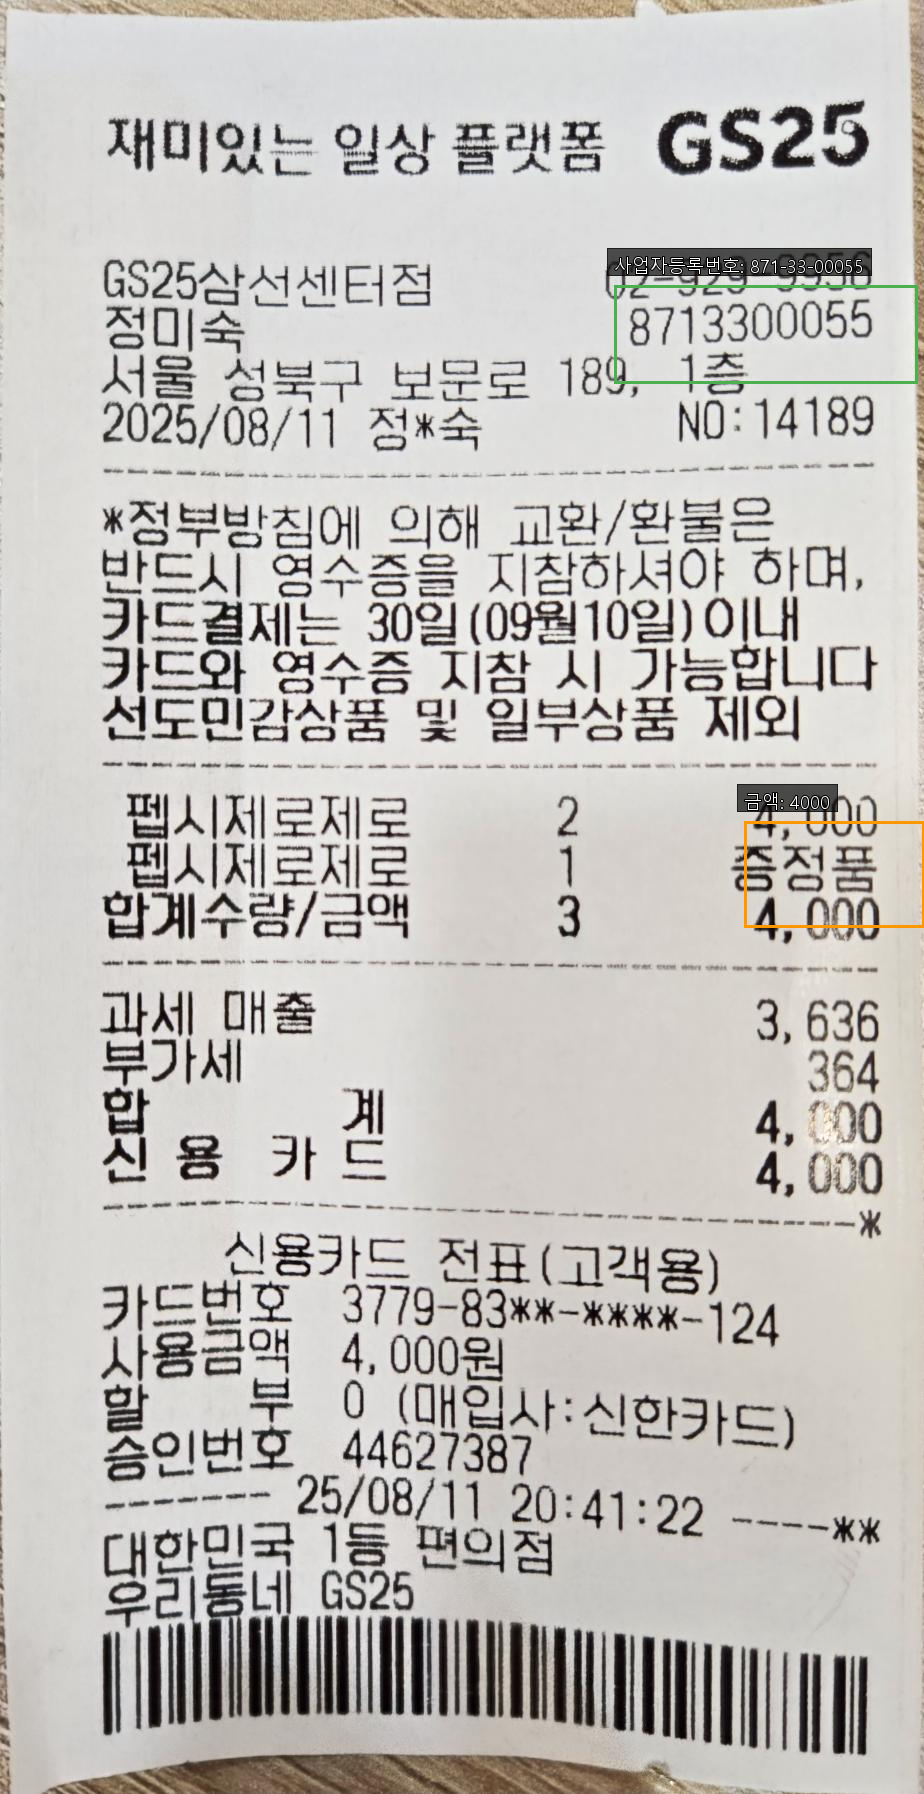 재미있는 일상 플랫폼 GS25
사업자등록번호: 871-33-00055
GS25삼선센터점 02-929-9956
정미숙 8713300055
서울 성북구 보문로 189, 1층
2025/08/11 정*숙 NO:14189
*정부방침에 의해 교환/환불은
반드시 영수증을 지참하셔야 하며,
카드결제는 30일(09월10일)이내
카드와 영수증 지참 시 가능합니다
선도민감상품 및 일부상품 제외
금액: 4000
펩시제로제로 2 4,000
펩시제로제로 1 증정품
합계수량/금액 3 4,000
과세 매출 3,636
부가세 364
합 계 4,000
신 용 카 드 4,000
*
신용카드 전표(고객용)
카드번호 3779-83**-****-124
사용금액 4,000원
할 부 0 (매입사:신한카드)
승인번호 44627387
------- 25/08/11 20:41:22 ----**
대한민국 1등 편의점
우리동네 GS25